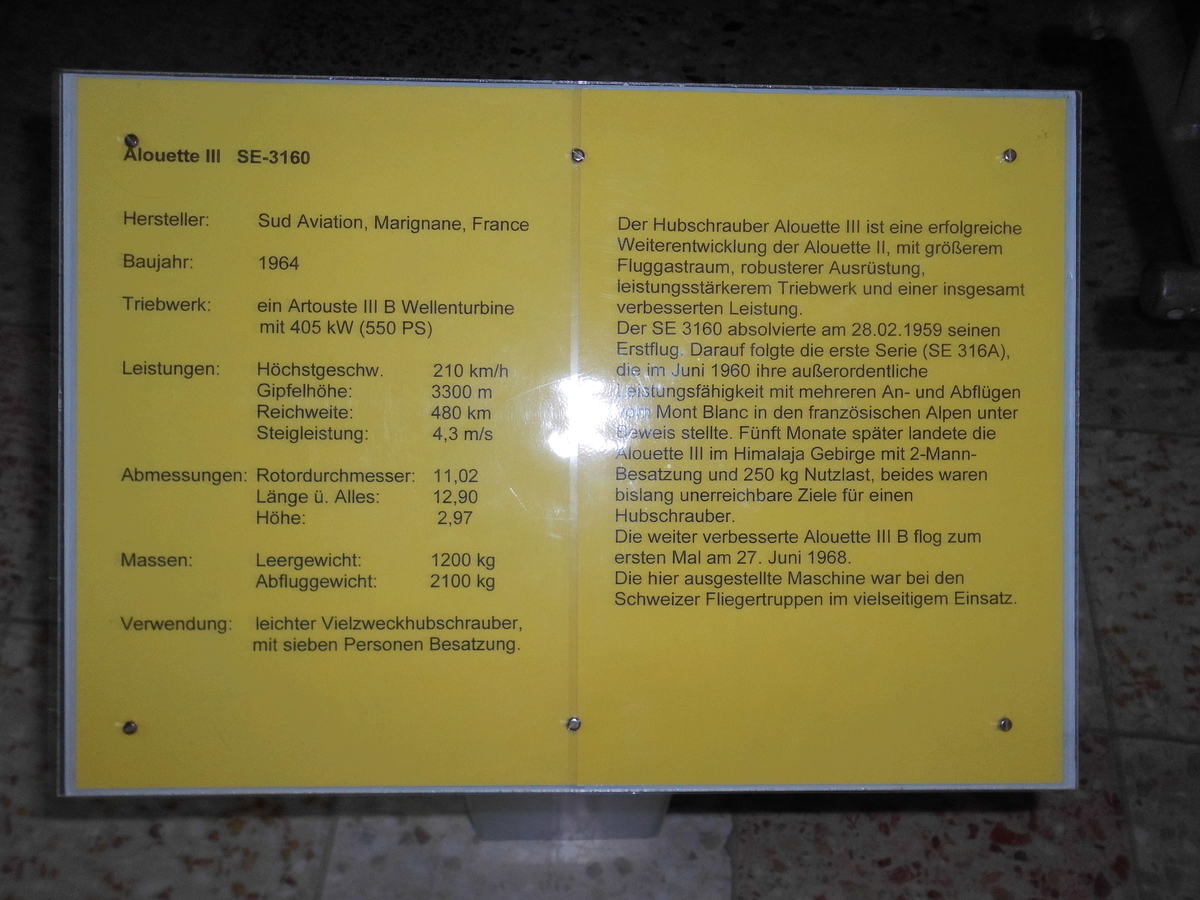 Alouette III SE-3160
Hersteller: Sud Aviation, Marignane, France
Baujahr: 1964
Triebwerk: ein Artouste III B Wellenturbine
mit 405 kW (550 PS)
Leistungen: Höchstgeschw. 210 km/h
Gipfelhöhe: 3300 m
Reichweite: 480 km
Steigleistung: 4,3 m/s
Abmessungen: Rotordurchmesser: 11,02
Länge ü. Alles: 12,90
Höhe: 2,97
Massen: Leergewicht: 1200 kg
Abfluggewicht: 2100 kg
Verwendung: leichter Vielzweckhubschrauber,
mit sieben Personen Besatzung.
Der Hubschrauber Alouette III ist eine erfolgreiche
Weiterentwicklung der Alouette II, mit größerem
Fluggastraum, robusterer Ausrüstung,
leistungsstärkerem Triebwerk und einer insgesamt
verbesserten Leistung.
Der SE 3160 absolvierte am 28.02.1959 seinen
Erstflug. Darauf folgte die erste Serie (SE 316A),
die im Juni 1960 ihre außerordentliche
Leistungsfähigkeit mit mehreren An- und Abflügen
vom Mont Blanc in den französischen Alpen unter
Beweis stellte. Fünft Monate später landete die
Alouette III im Himalaja Gebirge mit 2-Mann-
Besatzung und 250 kg Nutzlast, beides waren
bislang unerreichbare Ziele für einen
Hubschrauber.
Die weiter verbesserte Alouette III B flog zum
ersten Mal am 27. Juni 1968.
Die hier ausgestellte Maschine war bei den
Schweizer Fliegertruppen im vielseitigem Einsatz.